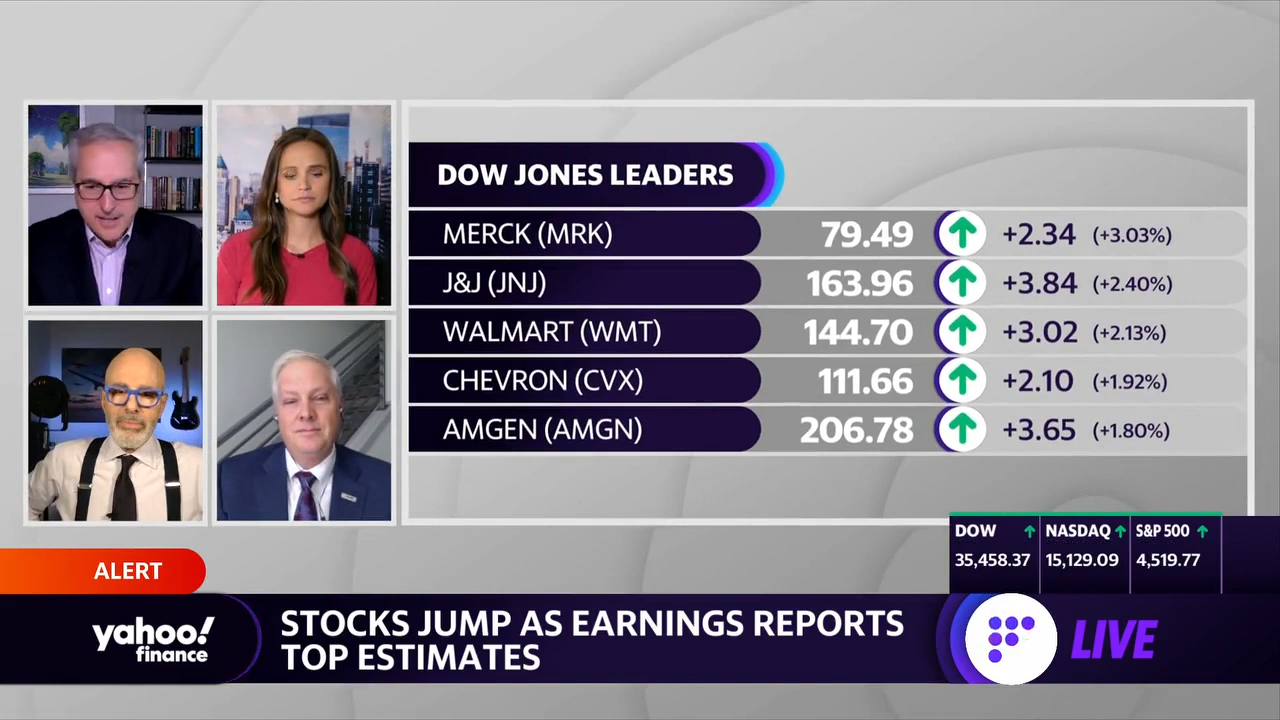 DOW JONES LEADERS
MERCK (MRK) 79.49 +2.34 (+3.03%)
J&J (JNJ) 163.96 +3.84 (+2.40%)
WALMART (WMT) 144.70 +3.02 (+2.13%)
CHEVRON (CVX) 111.66 +2.10 (+1.92%)
AMGEN (AMGN) 206.78 +3.65 (+1.80%)
DOW NASDAQ S&P 500
35,458.37 15,129.09 4,519.77
ALERT
yahoo!
finance
STOCKS JUMP AS EARNINGS REPORTS
TOP ESTIMATES
LIVE